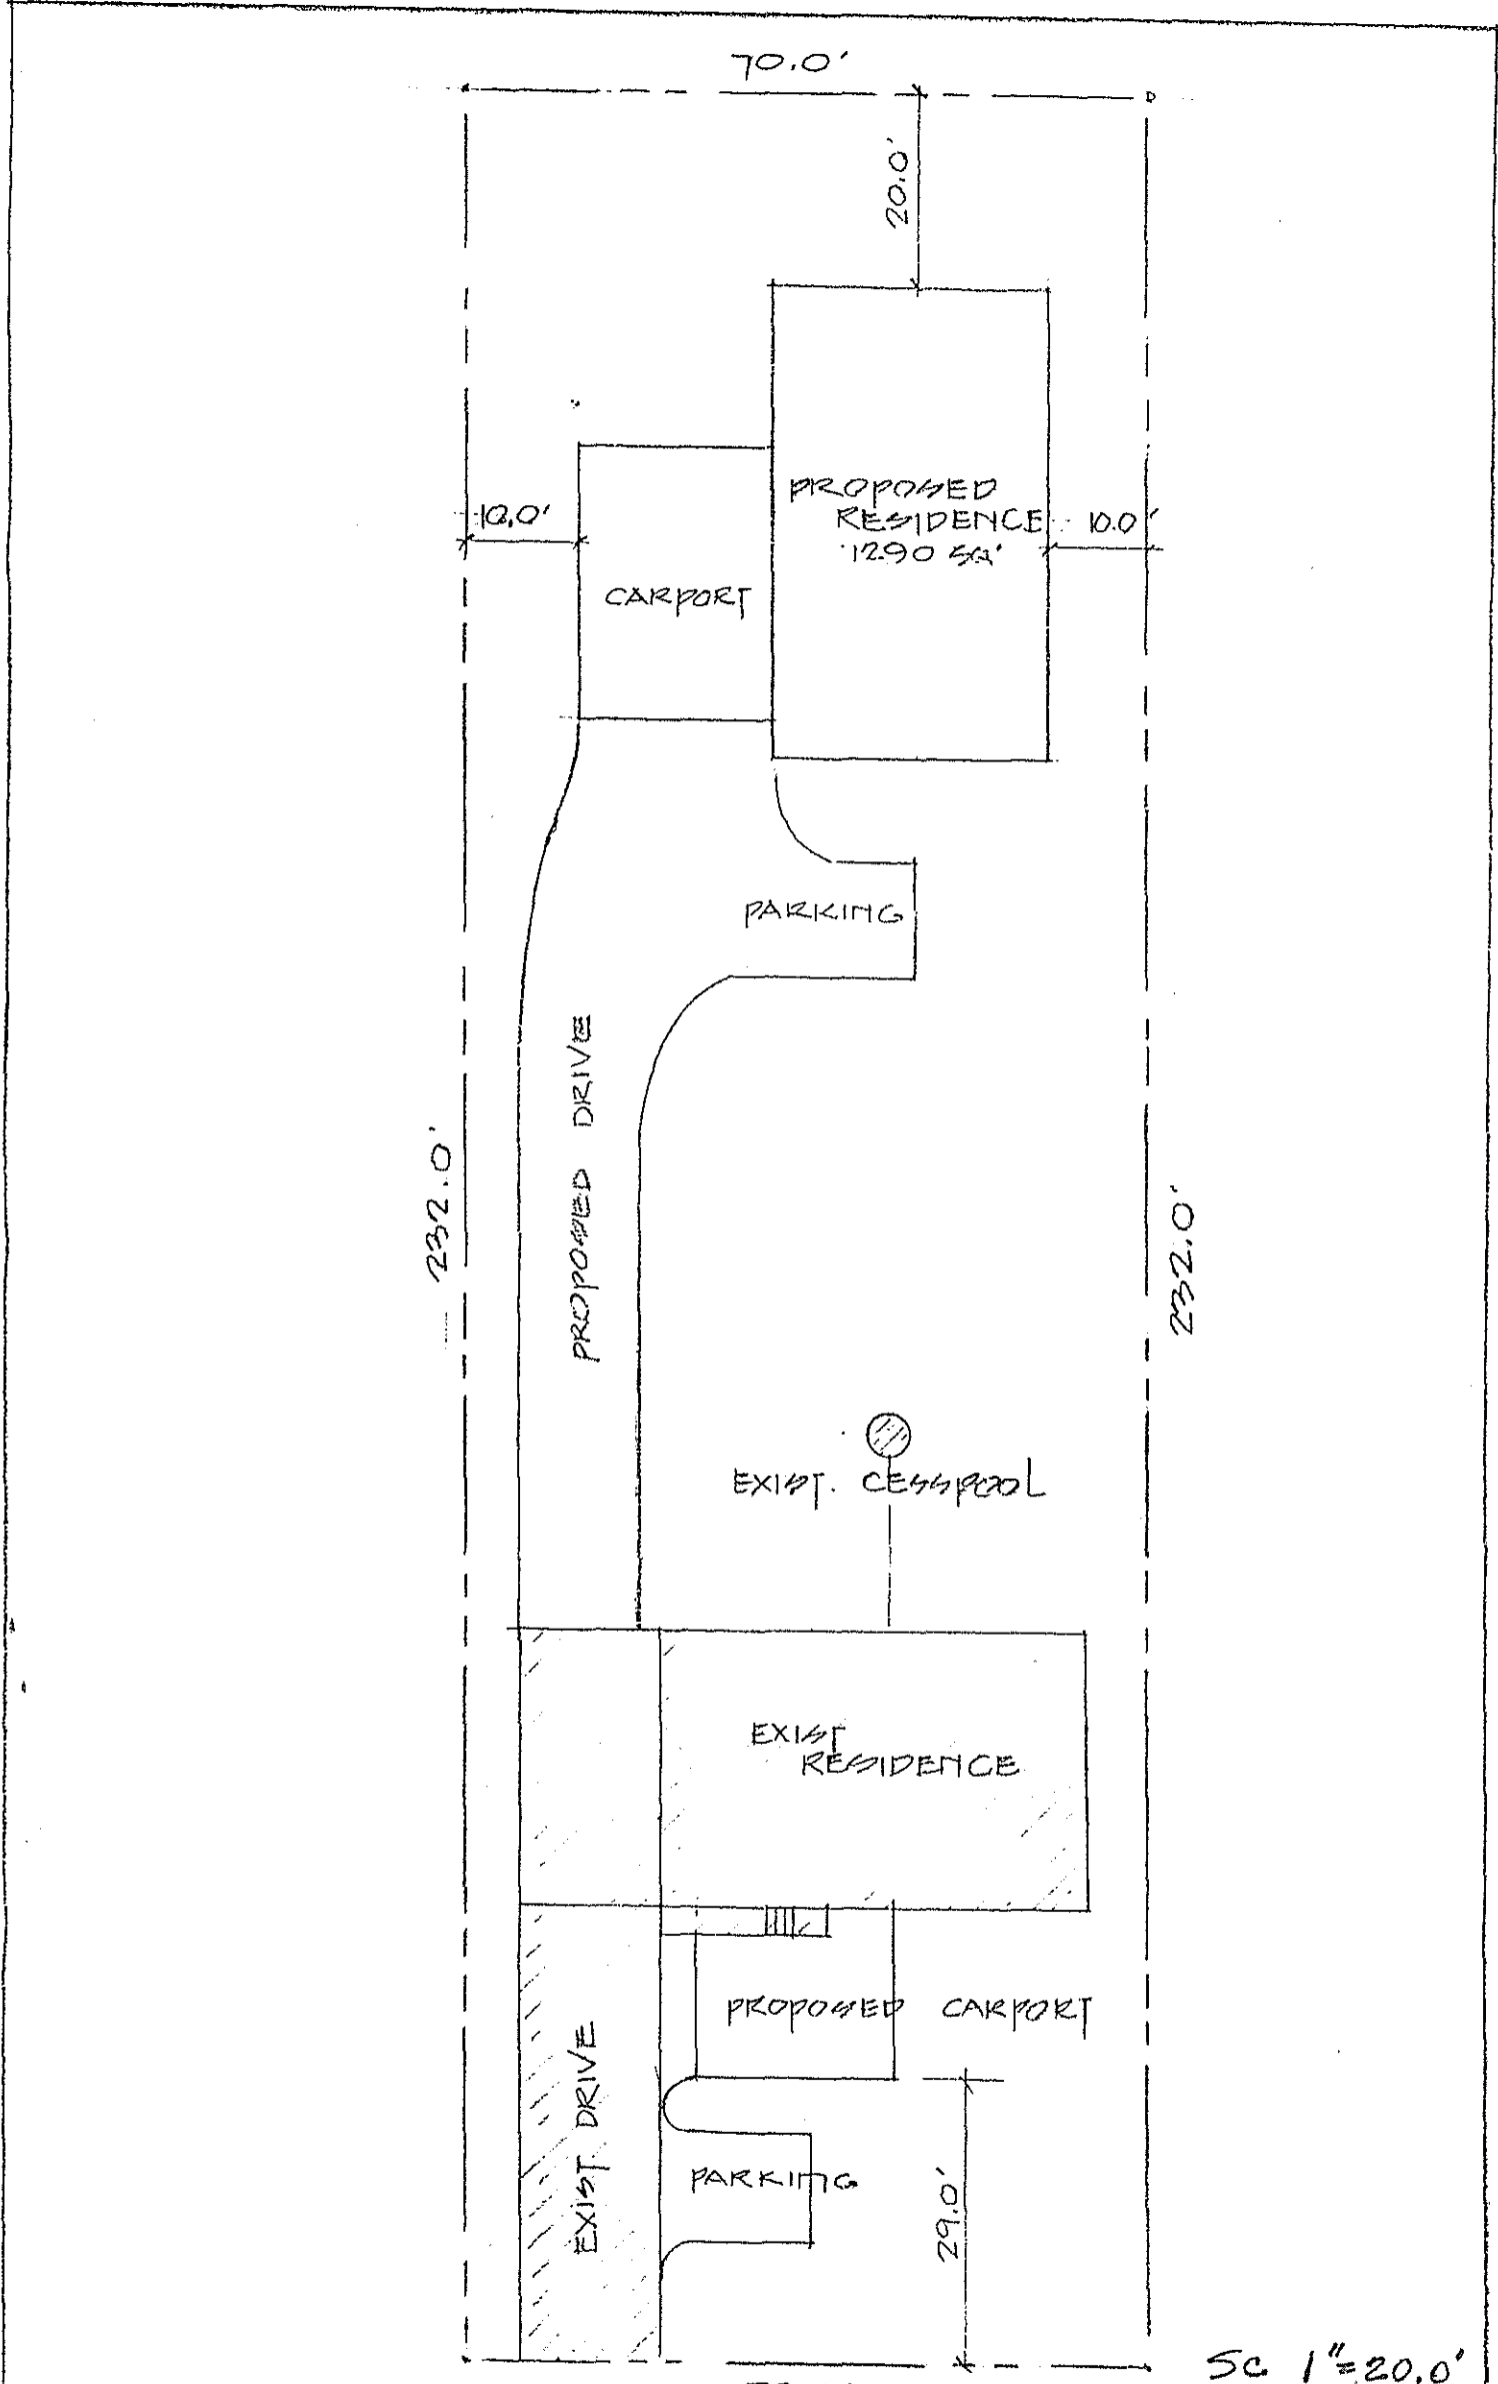 70.0'
20.0'
10.0'
PROPOSED
RESIDENCE
1290 SQ'
10.0'
CARPORT
PARKING
PROPOSED DRIVE
232.0'
232.0'
EXIST. CESSPOOL
EXIST
RESIDENCE
PROPOSED CARPORT
EXIST. DRIVE
PARKING
29.0'
SC 1"=20.0'